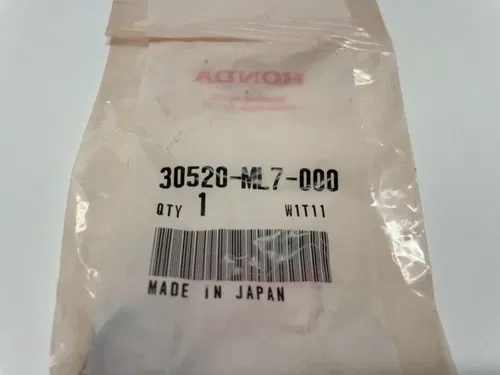 HONDA
30520-ML7-000
QTY 1 W1T11
MADE IN JAPAN